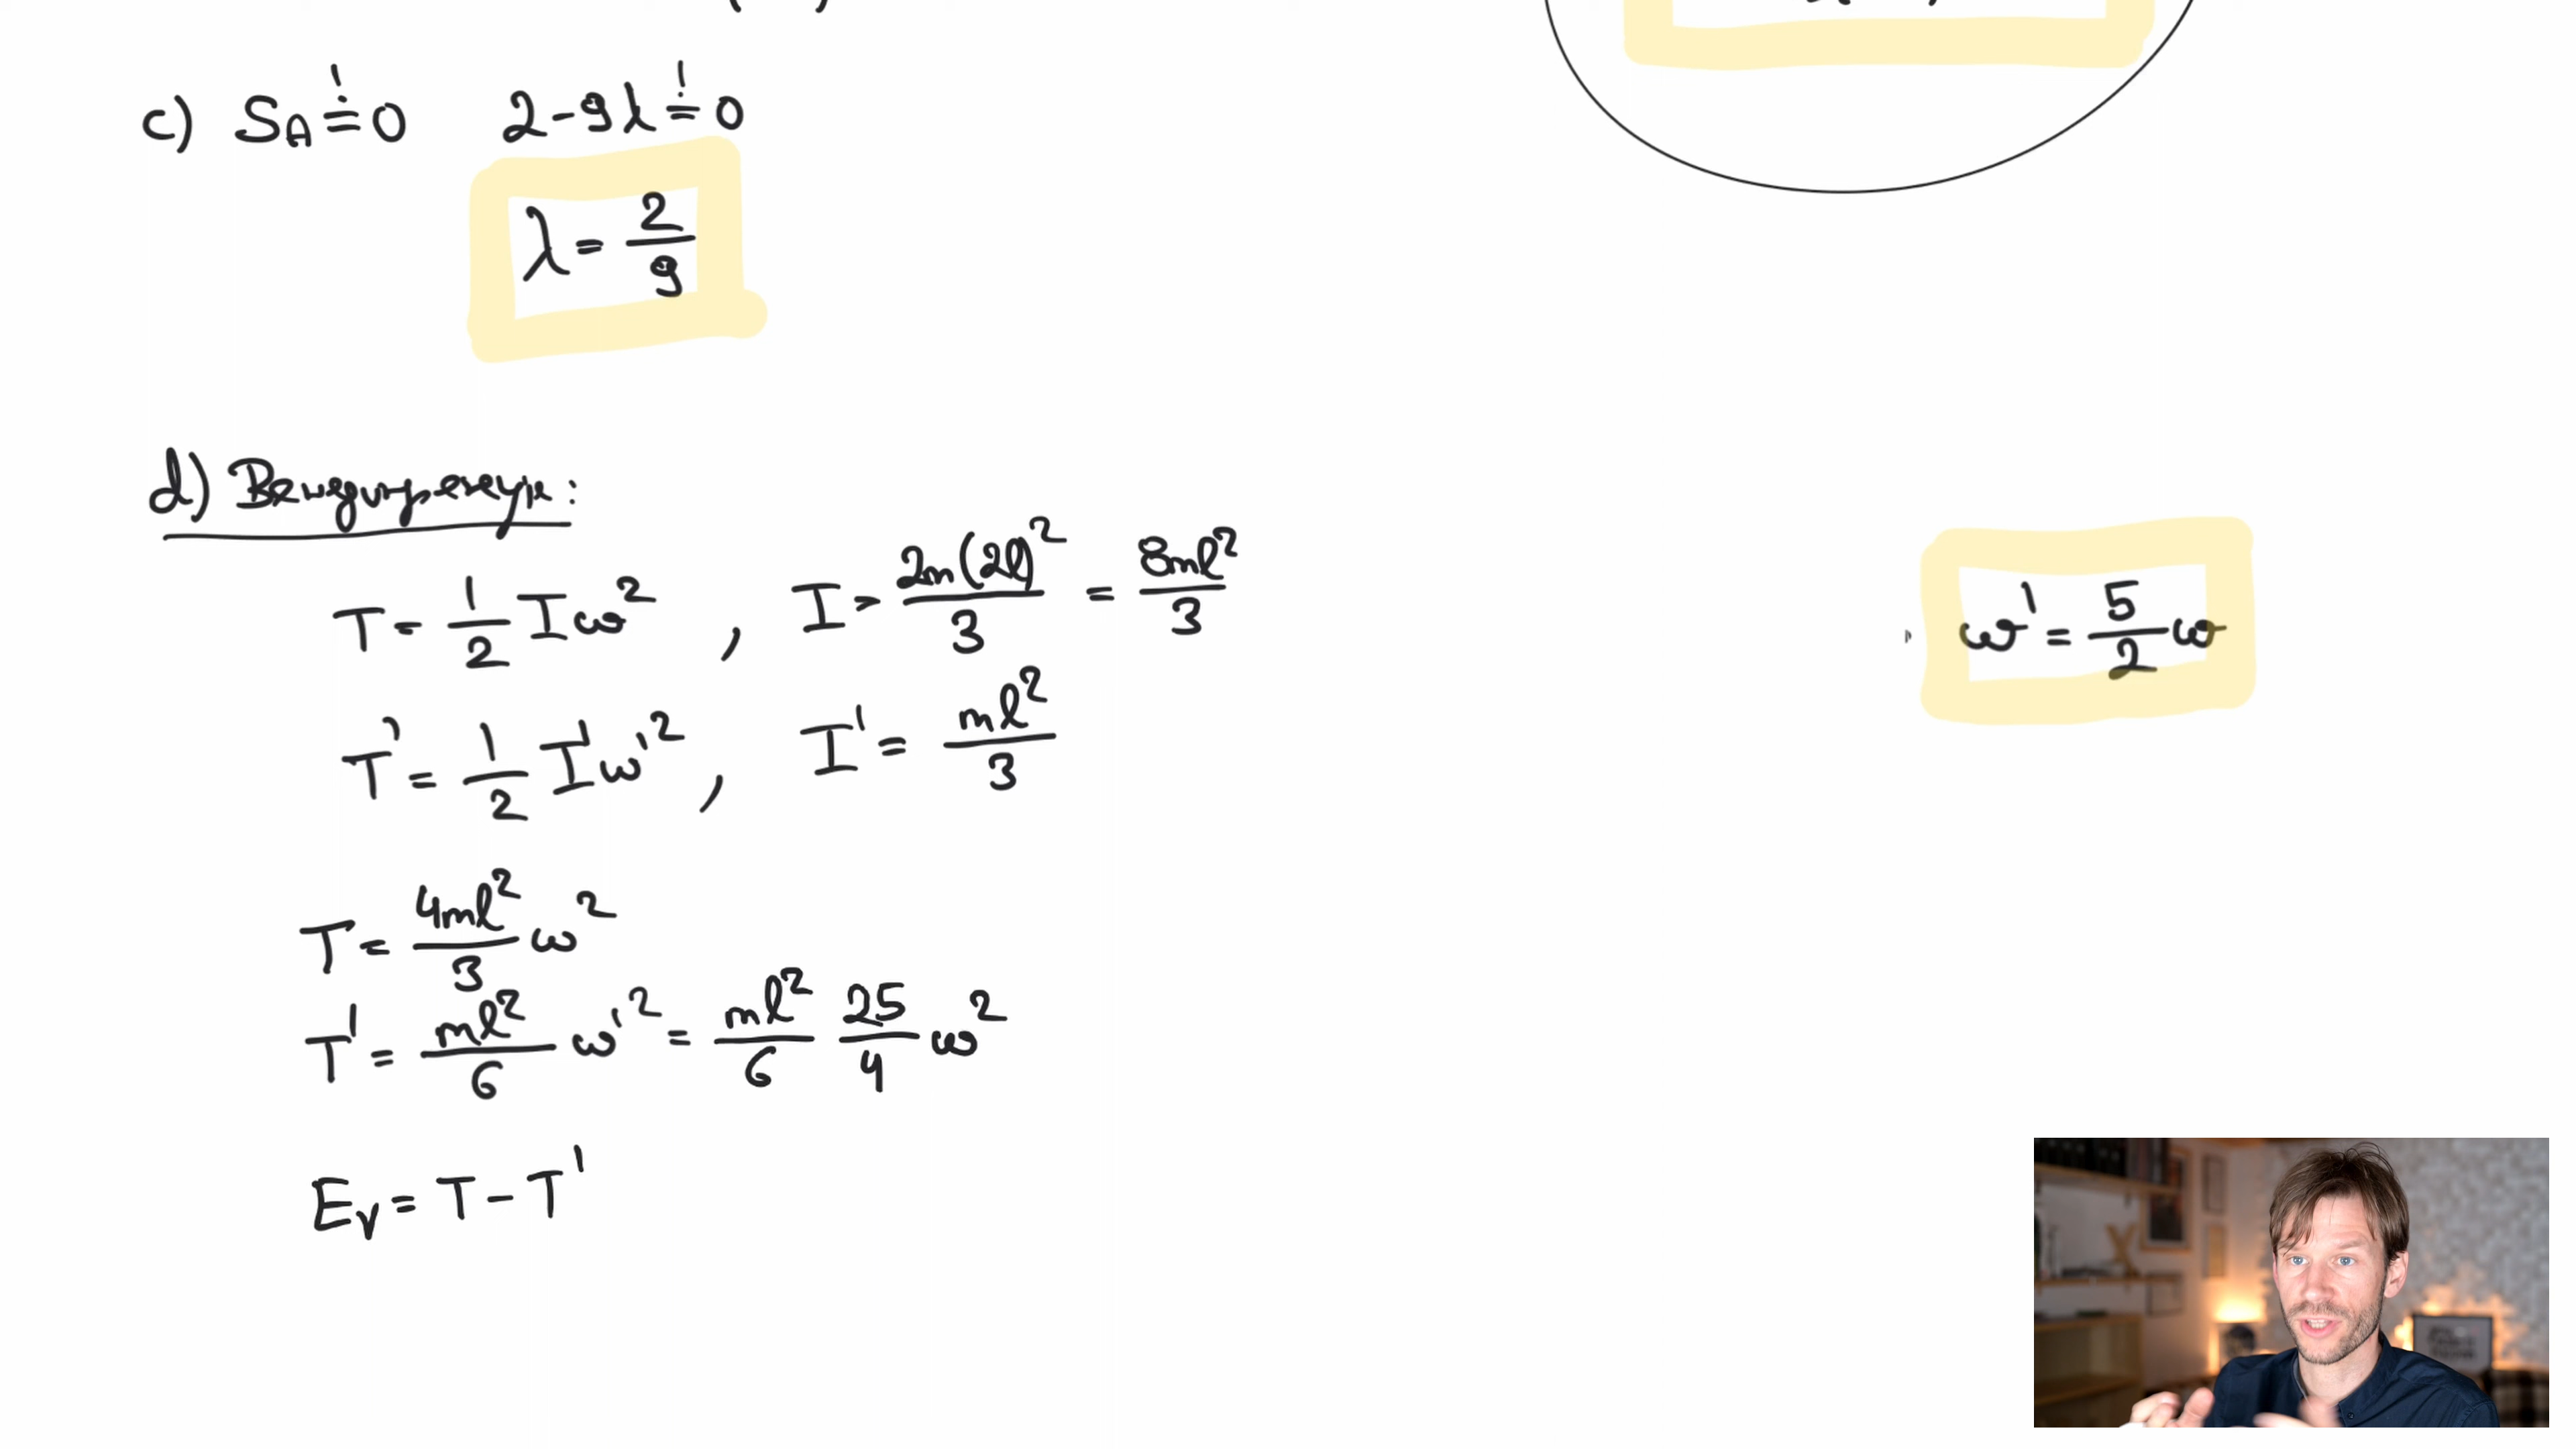 c) S_A =! 0    2 - 9λ =! 0
λ = 2/9
d) Bewegungsenergie:
T = 1/2 Iω² , I = 2m(2l)²/3 = 8ml²/3
ω' = 5/2 ω
T' = 1/2 I'ω'² , I' = ml²/3
T = 4ml²/3 ω²
T' = ml²/6 ω'² = ml²/6 25/4 ω²
E_V = T - T'